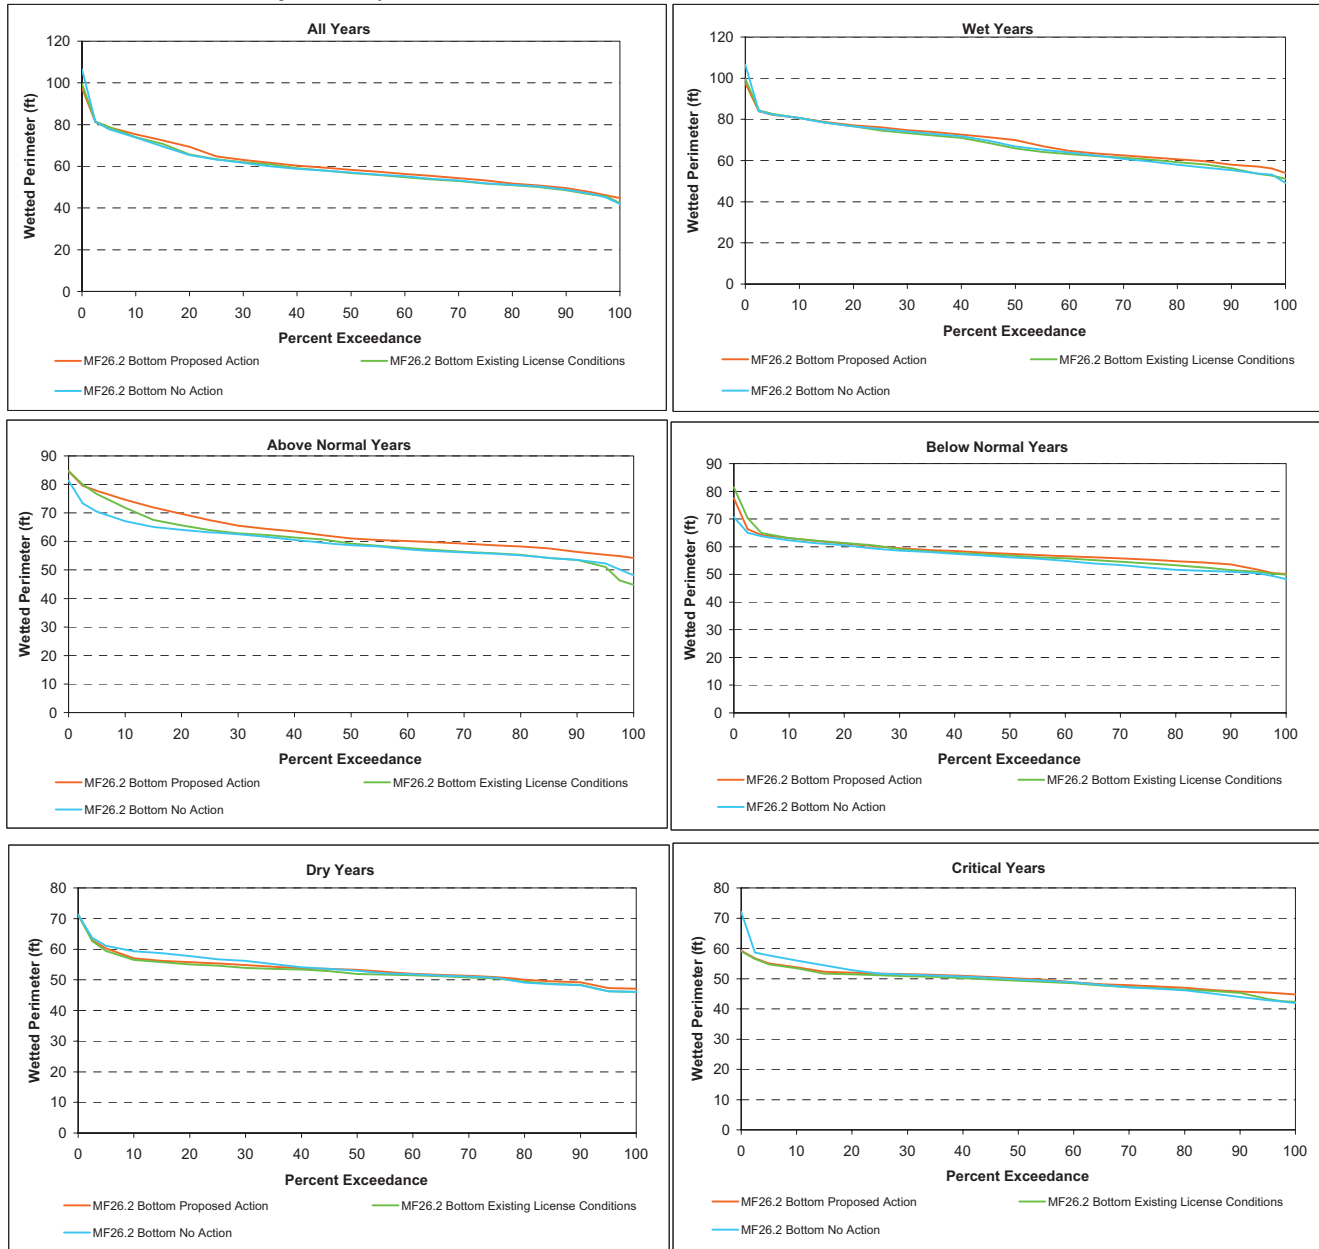 All Years
120
100
80
60
40
20
0
0 10 20 30 40 50 60 70 80 90 100
Wetted Perimeter (ft)
Percent Exceedance
MF26.2 Bottom Proposed Action
MF26.2 Bottom Existing License Conditions
MF26.2 Bottom No Action
Wet Years
120
100
80
60
40
20
0
0 10 20 30 40 50 60 70 80 90 100
Wetted Perimeter (ft)
Percent Exceedance
MF26.2 Bottom Proposed Action
MF26.2 Bottom Existing License Conditions
MF26.2 Bottom No Action
Above Normal Years
90
80
70
60
50
40
30
20
10
0
0 10 20 30 40 50 60 70 80 90 100
Wetted Perimeter (ft)
Percent Exceedance
MF26.2 Bottom Proposed Action
MF26.2 Bottom Existing License Conditions
MF26.2 Bottom No Action
Below Normal Years
90
80
70
60
50
40
30
20
10
0
0 10 20 30 40 50 60 70 80 90 100
Wetted Perimeter (ft)
Percent Exceedance
MF26.2 Bottom Proposed Action
MF26.2 Bottom Existing License Conditions
MF26.2 Bottom No Action
Dry Years
80
70
60
50
40
30
20
10
0
0 10 20 30 40 50 60 70 80 90 100
Wetted Perimeter (ft)
Percent Exceedance
MF26.2 Bottom Proposed Action
MF26.2 Bottom Existing License Conditions
MF26.2 Bottom No Action
Critical Years
80
70
60
50
40
30
20
10
0
0 10 20 30 40 50 60 70 80 90 100
Wetted Perimeter (ft)
Percent Exceedance
MF26.2 Bottom Proposed Action
MF26.2 Bottom Existing License Conditions
MF26.2 Bottom No Action